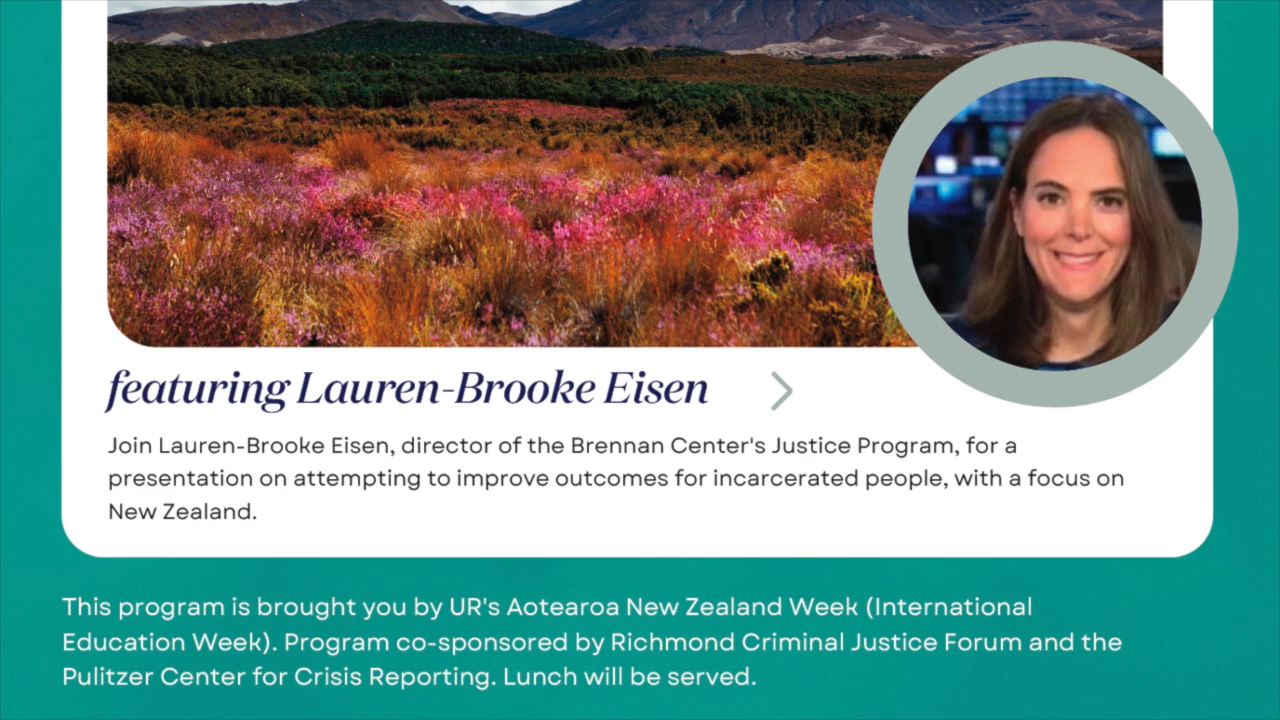 featuring Lauren-Brooke Eisen
Join Lauren-Brooke Eisen, director of the Brennan Center's Justice Program, for a
presentation on attempting to improve outcomes for incarcerated people, with a focus on
New Zealand.
This program is brought you by UR's Aotearoa New Zealand Week (International
Education Week). Program co-sponsored by Richmond Criminal Justice Forum and the
Pulitzer Center for Crisis Reporting. Lunch will be served.